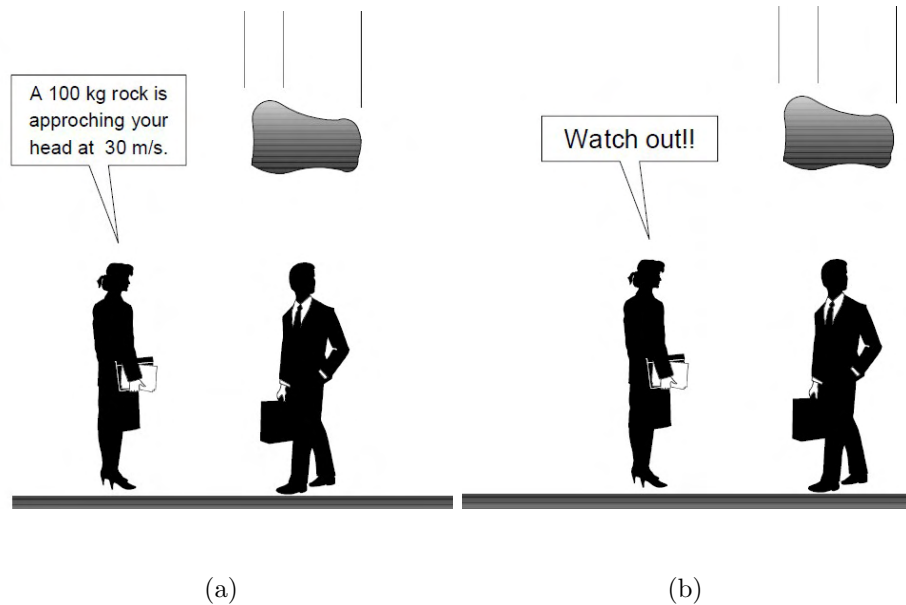 A 100 kg rock is
approching your
head at 30 m/s.
Watch out!!
(a)
(b)